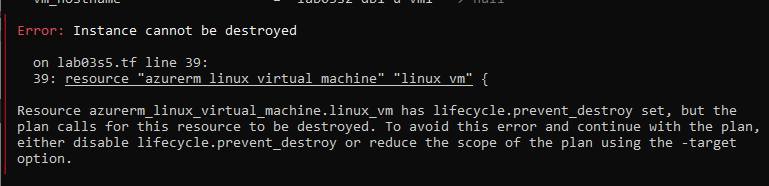 Error: Instance cannot be destroyed
on lab03s5.tf line 39:
39: resource "azurerm_linux_virtual_machine" "linux_vm" {
Resource azurerm_linux_virtual_machine.linux_vm has lifecycle.prevent_destroy set, but the
plan calls for this resource to be destroyed. To avoid this error and continue with the plan,
either disable lifecycle.prevent_destroy or reduce the scope of the plan using the -target
option.